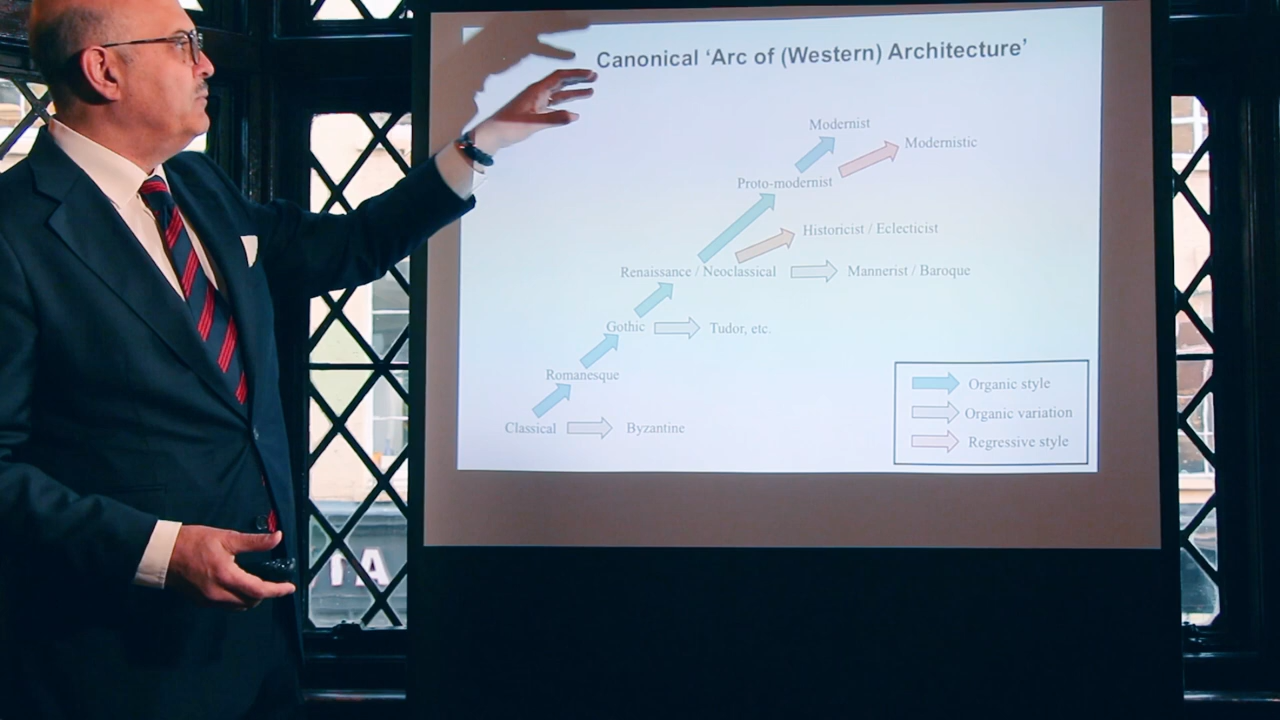 Canonical ‘Arc of (Western) Architecture’
Modernist
Modernistic
Proto-modernist
Historicist / Eclecticist
Renaissance / Neoclassical
Mannerist / Baroque
Gothic
Tudor, etc.
Romanesque
Classical
Byzantine
Organic style
Organic variation
Regressive style